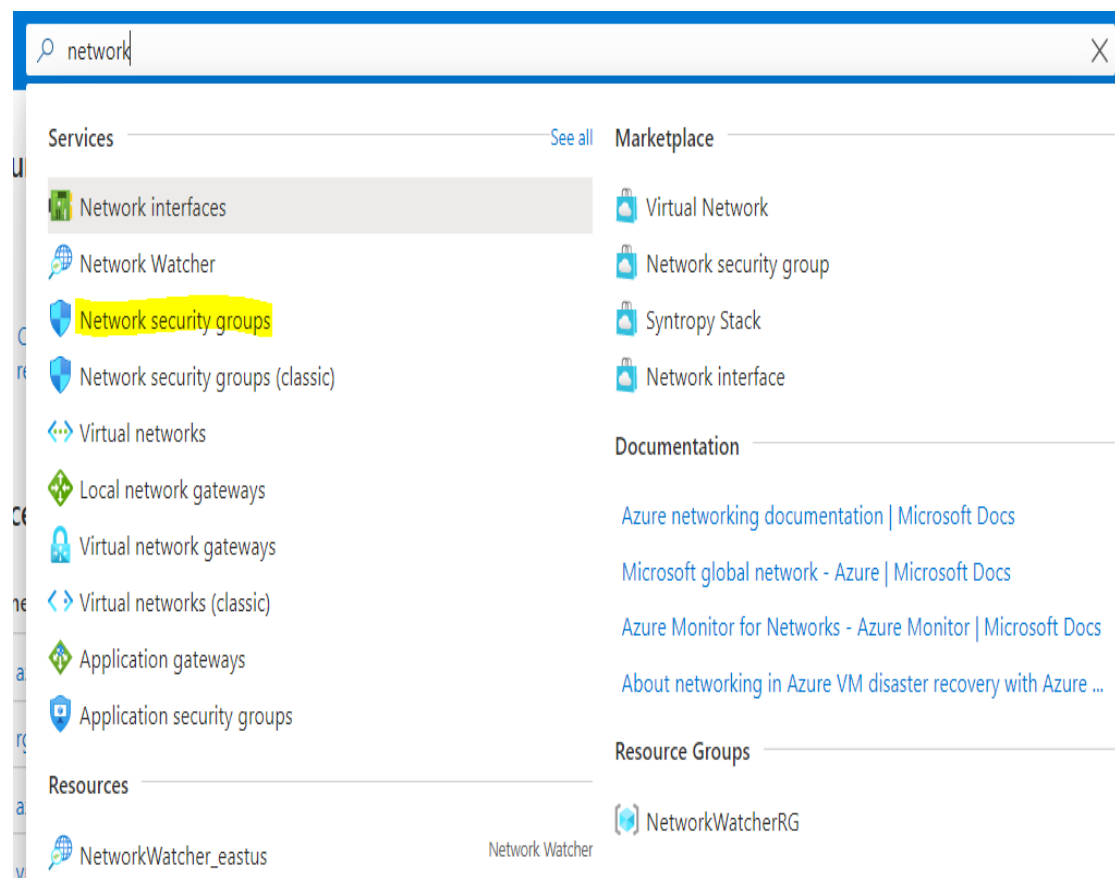 network
Services
See all
Network interfaces
Network Watcher
Network security groups
Network security groups (classic)
Virtual networks
Local network gateways
Virtual network gateways
Virtual networks (classic)
Application gateways
Application security groups
Resources
NetworkWatcher_eastus
Network Watcher
Marketplace
Virtual Network
Network security group
Syntropy Stack
Network interface
Documentation
Azure networking documentation | Microsoft Docs
Microsoft global network - Azure | Microsoft Docs
Azure Monitor for Networks - Azure Monitor | Microsoft Docs
About networking in Azure VM disaster recovery with Azure ...
Resource Groups
NetworkWatcherRG